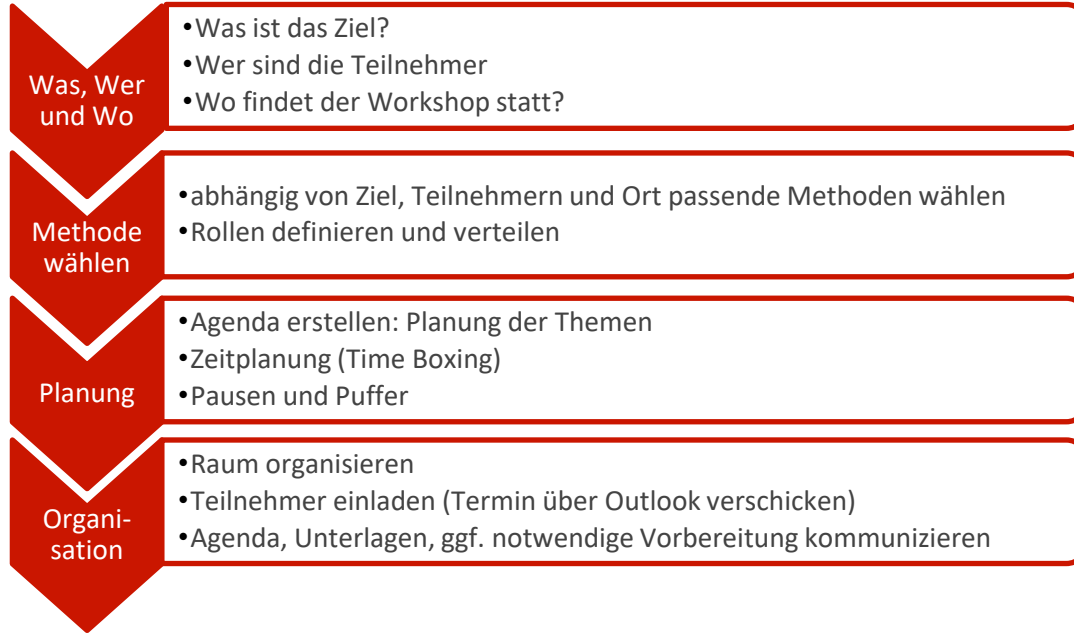 Was, Wer
und Wo
•Was ist das Ziel?
•Wer sind die Teilnehmer
•Wo findet der Workshop statt?
Methode
wählen
•abhängig von Ziel, Teilnehmern und Ort passende Methoden wählen
•Rollen definieren und verteilen
Planung
•Agenda erstellen: Planung der Themen
•Zeitplanung (Time Boxing)
•Pausen und Puffer
Organi-
sation
•Raum organisieren
•Teilnehmer einladen (Termin über Outlook verschicken)
•Agenda, Unterlagen, ggf. notwendige Vorbereitung kommunizieren